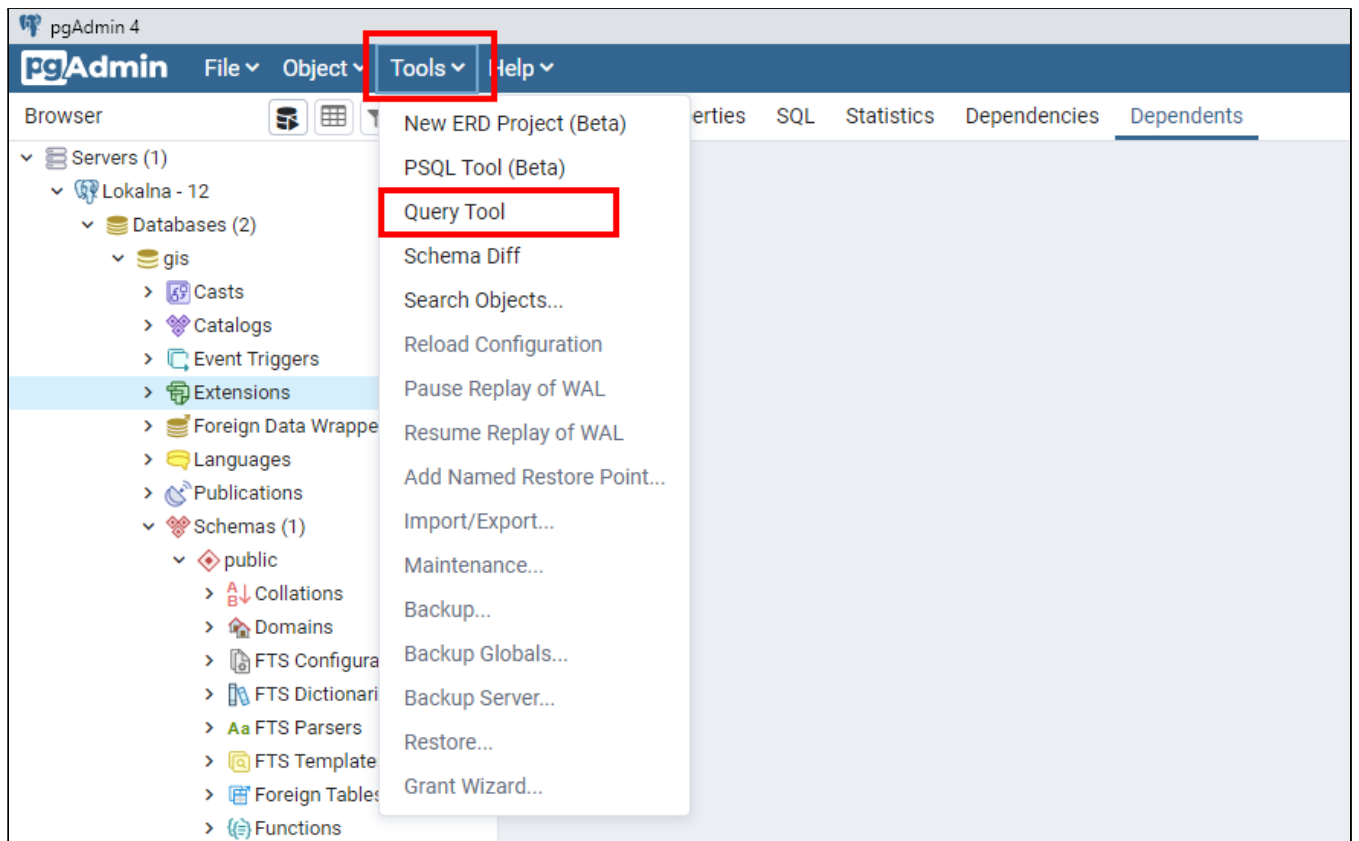 pgAdmin 4
pgAdmin File Object Tools Help
Browser erties SQL Statistics Dependencies Dependents
Servers (1)
Lokalna - 12
Databases (2)
gis
Casts
Catalogs
Event Triggers
Extensions
Foreign Data Wrappe
Languages
Publications
Schemas (1)
public
Collations
Domains
FTS Configura
FTS Dictionari
Aa FTS Parsers
FTS Template
Foreign Tables
Functions
New ERD Project (Beta)
PSQL Tool (Beta)
Query Tool
Schema Diff
Search Objects...
Reload Configuration
Pause Replay of WAL
Resume Replay of WAL
Add Named Restore Point...
Import/Export...
Maintenance...
Backup...
Backup Globals...
Backup Server...
Restore...
Grant Wizard...